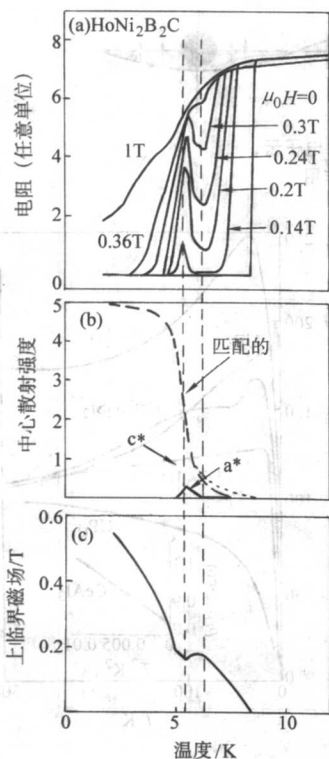 (a)HoNi₂B₂C
8
6
4
2
0
电阻（任意单位）
μ₀H=0
0.3T
0.24T
0.2T
0.14T
1T
0.36T
(b)
5
4
3
2
1
中心散射强度
匹配的
c*
a*
(c)
0.6
0.4
0.2
0
上临界磁场/T
0
5
10
温度/K